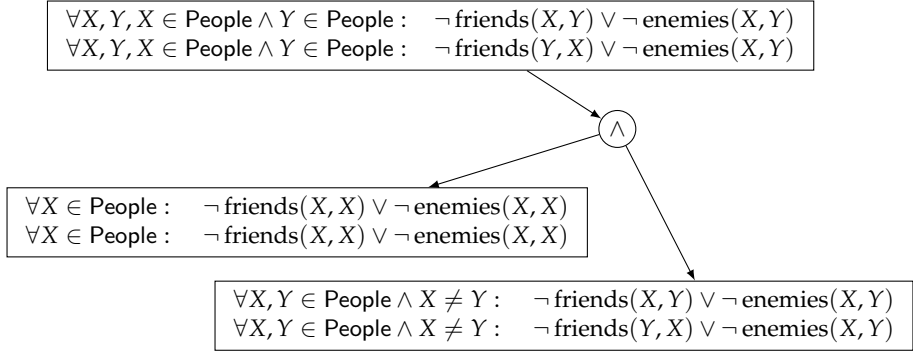 ∀X, Y, X ∈ People ∧ Y ∈ People : ¬ friends(X, Y) ∨ ¬ enemies(X, Y)
∀X, Y, X ∈ People ∧ Y ∈ People : ¬ friends(Y, X) ∨ ¬ enemies(X, Y)
∧
∀X ∈ People : ¬ friends(X, X) ∨ ¬ enemies(X, X)
∀X ∈ People : ¬ friends(X, X) ∨ ¬ enemies(X, X)
∀X, Y ∈ People ∧ X ≠ Y : ¬ friends(X, Y) ∨ ¬ enemies(X, Y)
∀X, Y ∈ People ∧ X ≠ Y : ¬ friends(Y, X) ∨ ¬ enemies(X, Y)